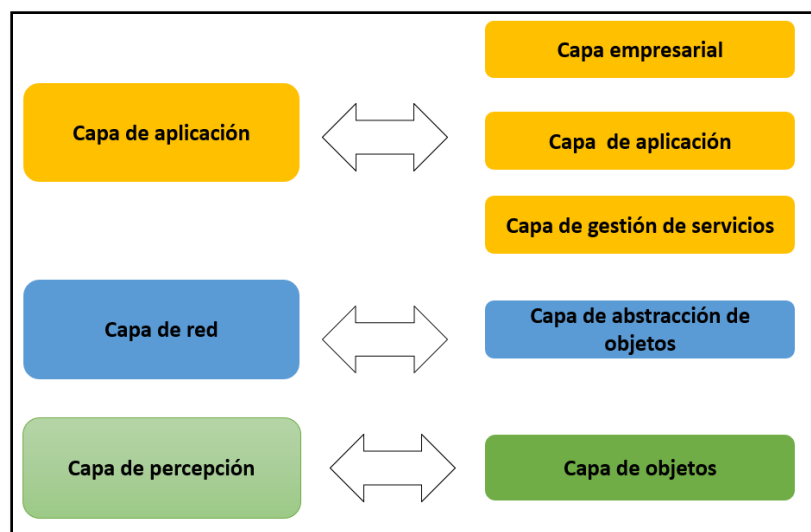 Capa empresarial
Capa de aplicación
Capa de aplicación
Capa de gestión de servicios
Capa de red
Capa de abstracción de
objetos
Capa de percepción
Capa de objetos